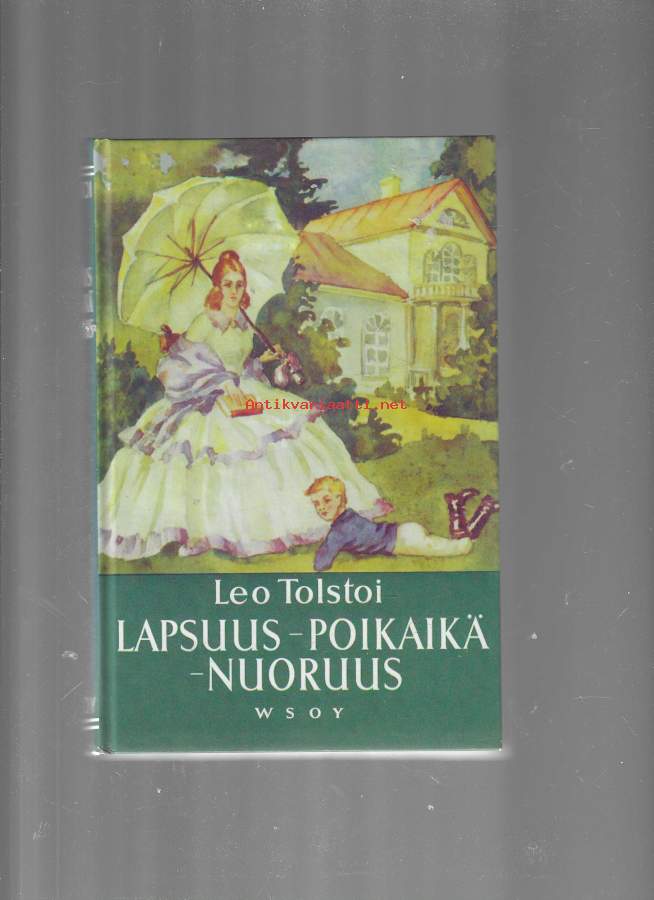 Antikvariaatti.net
Leo Tolstoi
LAPSUUS - POIKAIKÄ
- NUORUUS
WSOY